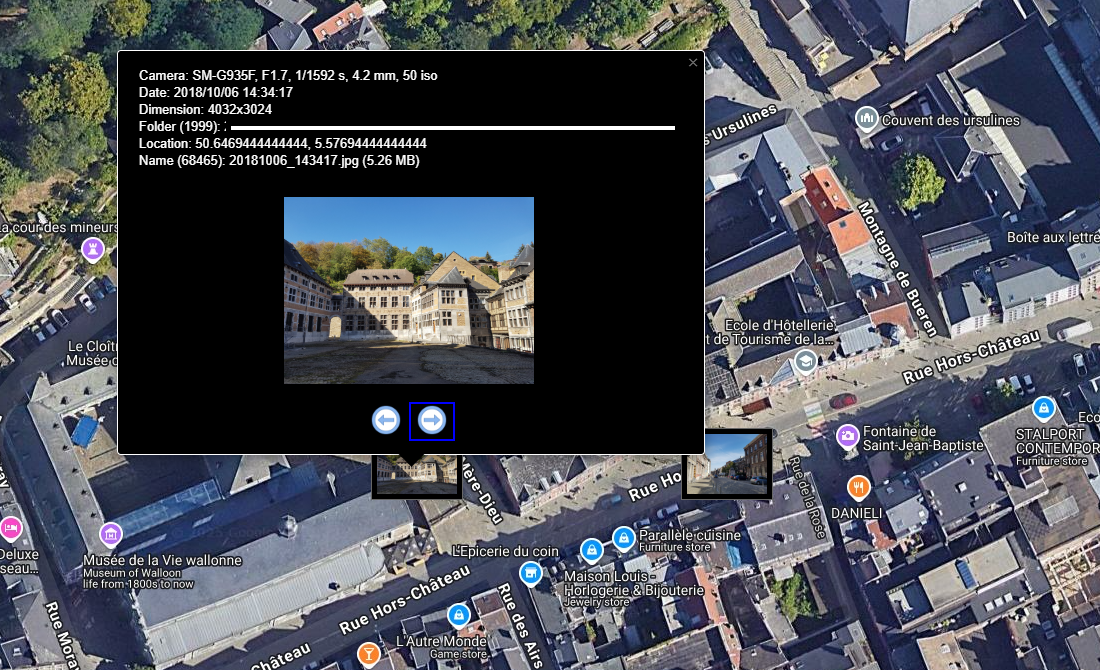 Camera: SM-G935F, F1.7, 1/1592 s, 4.2 mm, 50 iso
Date: 2018/10/06 14:34:17
Dimension: 4032x3024
Folder (1999):
Location: 50.6469444444444, 5.57694444444444
Name (68465): 20181006_143417.jpg (5.26 MB)
s Ursulines
Couvent des ursulines
La cour des mineurs
Montagne de Bueren
Boîte aux lettre
Ecole d'Hôtellerie
t de Tourisme de la...
Le Cloît
Musée d
Rue Hors-Château
Fontaine de
Saint-Jean-Baptiste
STALPORT
CONTEMPOR
Furniture store
Eco
DANIELI
Rue de la Rose
Mère-Dieu
Rue Ho
Parallèle cuisine
Furniture store
L'Epicerie du coin
Maison Louis -
Horlogerie & Bijouterie
Jewelry store
Deluxe
seau...
Musée de la Vie wallonne
Museum of Walloon
life from 1800s to now
Rue Hors-Château
Rue des Airs
L'Autre Monde
Game store
Rue Mora
Château